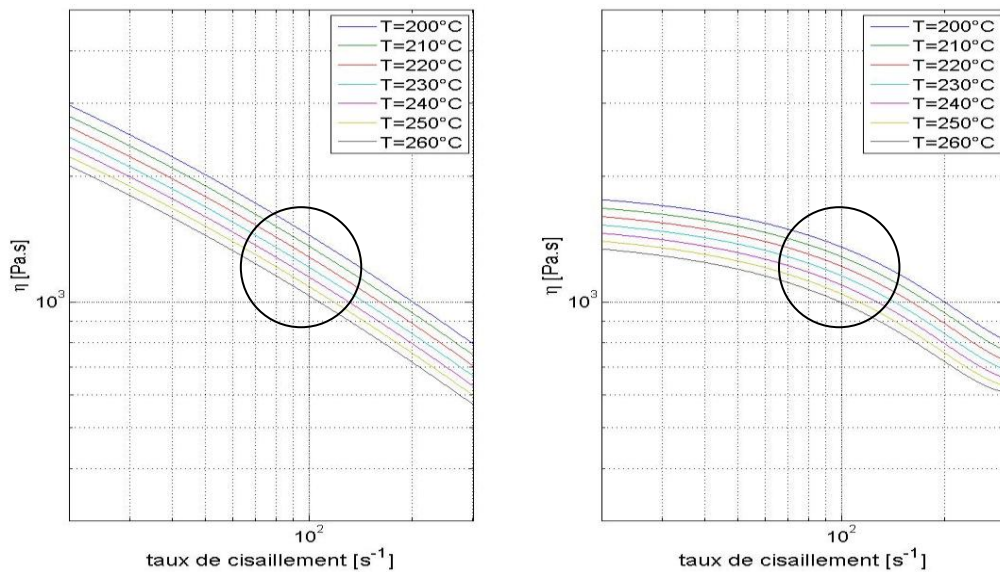 T=200°C
T=210°C
T=220°C
T=230°C
T=240°C
T=250°C
T=260°C
η [Pa.s]
10³
10²
taux de cisaillement [s⁻¹]
T=200°C
T=210°C
T=220°C
T=230°C
T=240°C
T=250°C
T=260°C
η [Pa.s]
10³
10²
taux de cisaillement [s⁻¹]